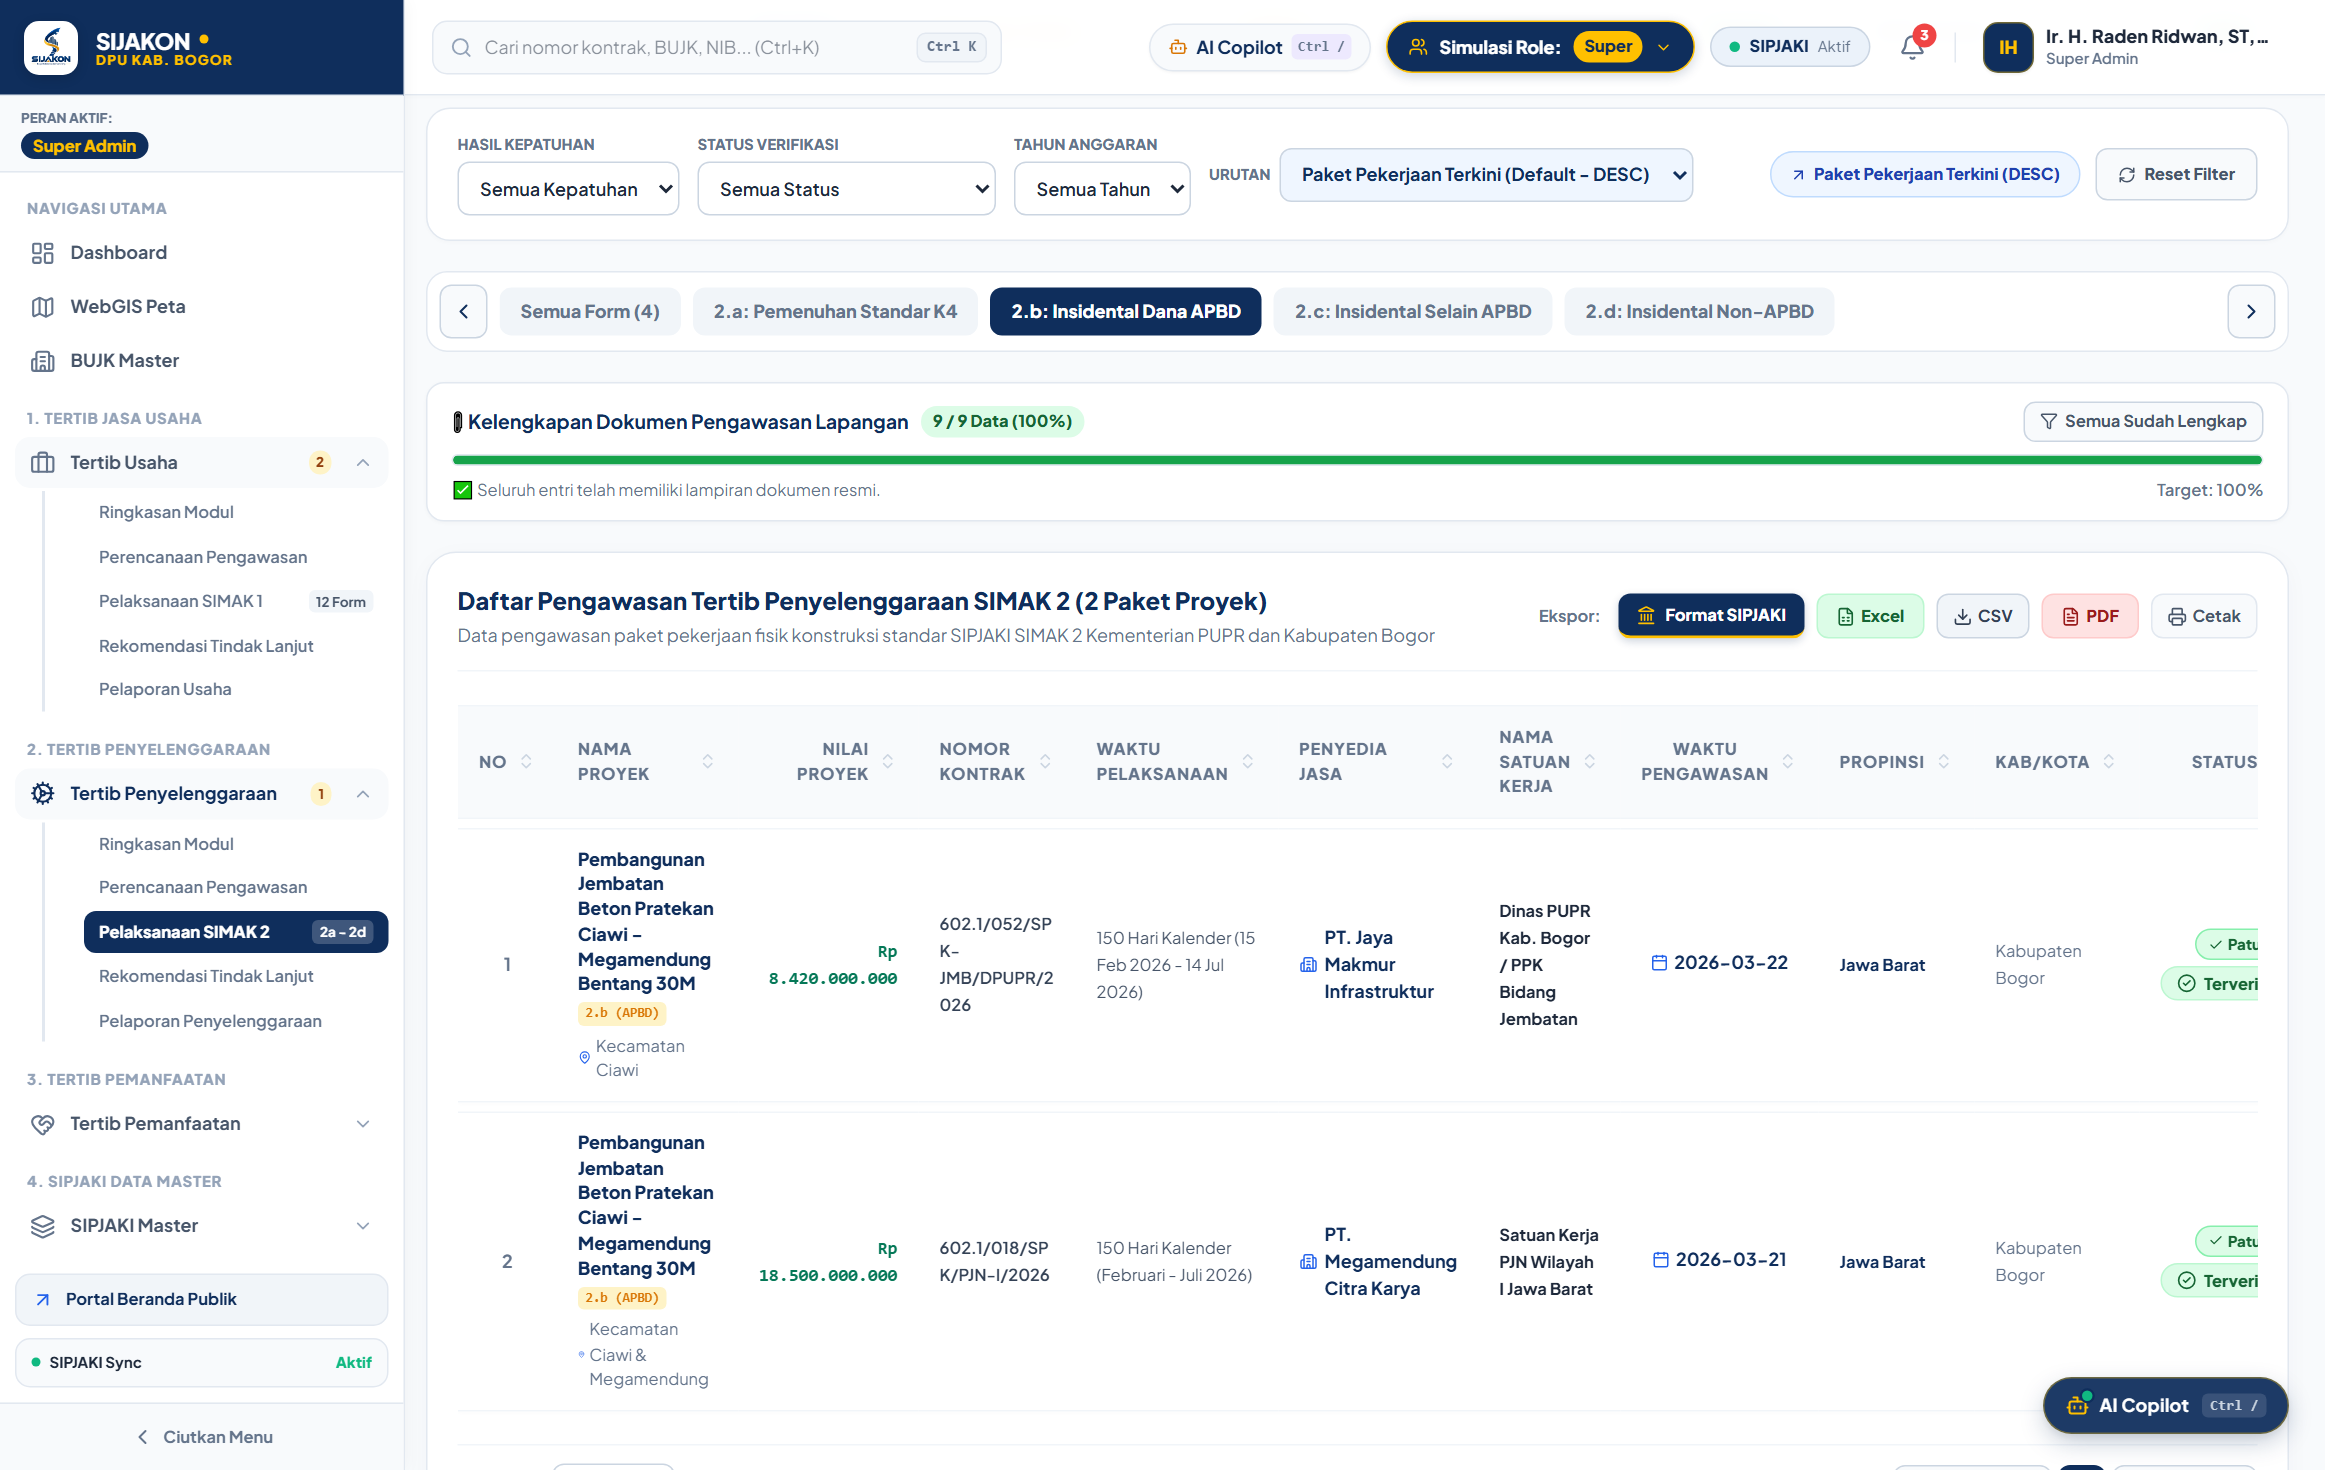 SIJAKON
DPU KAB. BOGOR
SIJAKON
PERAN AKTIF:
Super Admin
NAVIGASI UTAMA
Dashboard
WebGIS Peta
BUJK Master
1. TERTIB JASA USAHA
Tertib Usaha 2
Ringkasan Modul
Perencanaan Pengawasan
Pelaksanaan SIMAK 1 12 Form
Rekomendasi Tindak Lanjut
Pelaporan Usaha
2. TERTIB PENYELENGGARAAN
Tertib Penyelenggaraan 1
Ringkasan Modul
Perencanaan Pengawasan
Pelaksanaan SIMAK 2 2a - 2d
Rekomendasi Tindak Lanjut
Pelaporan Penyelenggaraan
3. TERTIB PEMANFAATAN
Tertib Pemanfaatan
4. SIPJAKI DATA MASTER
SIPJAKI Master
Portal Beranda Publik
SIPJAKI Sync Aktif
Ciutkan Menu
Cari nomor kontrak, BUJK, NIB... (Ctrl+K) Ctrl K
AI Copilot Ctrl /
Simulasi Role: Super
SIPJAKI Aktif
3
IH
Ir. H. Raden Ridwan, ST,...
Super Admin
HASIL KEPATUHAN
Semua Kepatuhan
STATUS VERIFIKASI
Semua Status
TAHUN ANGGARAN
Semua Tahun
URUTAN
Paket Pekerjaan Terkini (Default - DESC)
Paket Pekerjaan Terkini (DESC)
Reset Filter
Semua Form (4)
2.a: Pemenuhan Standar K4
2.b: Insidental Dana APBD
2.c: Insidental Selain APBD
2.d: Insidental Non-APBD
Kelengkapan Dokumen Pengawasan Lapangan 9 / 9 Data (100%)
Semua Sudah Lengkap
Seluruh entri telah memiliki lampiran dokumen resmi.
Target: 100%
Daftar Pengawasan Tertib Penyelenggaraan SIMAK 2 (2 Paket Proyek)
Data pengawasan paket pekerjaan fisik konstruksi standar SIPJAKI SIMAK 2 Kementerian PUPR dan Kabupaten Bogor
Ekspor: Format SIPJAKI Excel CSV PDF Cetak
NO
NAMA
PROYEK
NILAI
PROYEK
NOMOR
KONTRAK
WAKTU
PELAKSANAAN
PENYEDIA
JASA
NAMA
SATUAN
KERJA
WAKTU
PENGAWASAN
PROPINSI
KAB/KOTA
STATUS
1
Pembangunan
Jembatan
Beton Pratekan
Ciawi -
Megamendung
Bentang 30M
2.b (APBD)
Kecamatan
Ciawi
Rp
8.420.000.000
602.1/052/SP
K-
JMB/DPUPR/2
026
150 Hari Kalender (15
Feb 2026 - 14 Jul
2026)
PT. Jaya
Makmur
Infrastruktur
Dinas PUPR
Kab. Bogor
/ PPK
Bidang
Jembatan
2026-03-22
Jawa Barat
Kabupaten
Bogor
Patu
Terveri
2
Pembangunan
Jembatan
Beton Pratekan
Ciawi -
Megamendung
Bentang 30M
2.b (APBD)
Kecamatan
Ciawi &
Megamendung
Rp
18.500.000.000
602.1/018/SP
K/PJN-I/2026
150 Hari Kalender
(Februari - Juli 2026)
PT.
Megamendung
Citra Karya
Satuan Kerja
PJN Wilayah
I Jawa Barat
2026-03-21
Jawa Barat
Kabupaten
Bogor
Patu
Terveri
AI Copilot Ctrl /